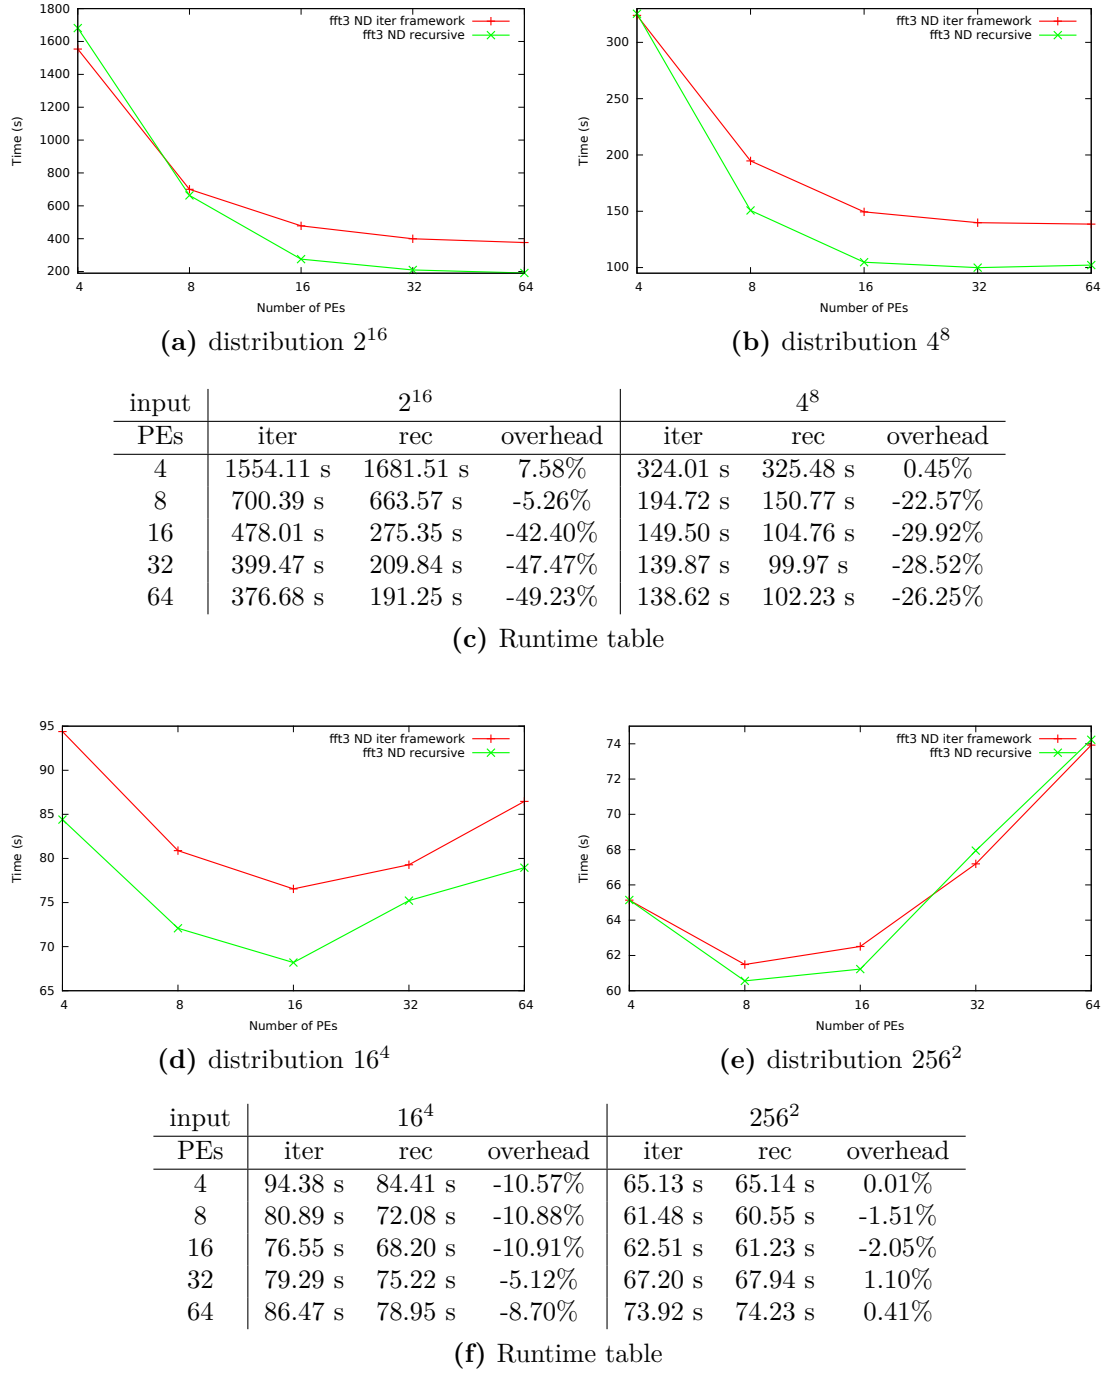 fft3 ND iter framework
fft3 ND recursive
1800
1600
1400
1200
1000
800
600
400
200
Time (s)
4 8 16 32 64
Number of PEs
(a) distribution 2^16
fft3 ND iter framework
fft3 ND recursive
300
250
200
150
100
Time (s)
4 8 16 32 64
Number of PEs
(b) distribution 4^8
input 2^16 4^8
PEs iter rec overhead iter rec overhead
4 1554.11 s 1681.51 s 7.58% 324.01 s 325.48 s 0.45%
8 700.39 s 663.57 s -5.26% 194.72 s 150.77 s -22.57%
16 478.01 s 275.35 s -42.40% 149.50 s 104.76 s -29.92%
32 399.47 s 209.84 s -47.47% 139.87 s 99.97 s -28.52%
64 376.68 s 191.25 s -49.23% 138.62 s 102.23 s -26.25%
(c) Runtime table
fft3 ND iter framework
fft3 ND recursive
95
90
85
80
75
70
65
Time (s)
4 8 16 32 64
Number of PEs
(d) distribution 16^4
fft3 ND iter framework
fft3 ND recursive
74
72
70
68
66
64
62
60
Time (s)
4 8 16 32 64
Number of PEs
(e) distribution 256^2
input 16^4 256^2
PEs iter rec overhead iter rec overhead
4 94.38 s 84.41 s -10.57% 65.13 s 65.14 s 0.01%
8 80.89 s 72.08 s -10.88% 61.48 s 60.55 s -1.51%
16 76.55 s 68.20 s -10.91% 62.51 s 61.23 s -2.05%
32 79.29 s 75.22 s -5.12% 67.20 s 67.94 s 1.10%
64 86.47 s 78.95 s -8.70% 73.92 s 74.23 s 0.41%
(f) Runtime table